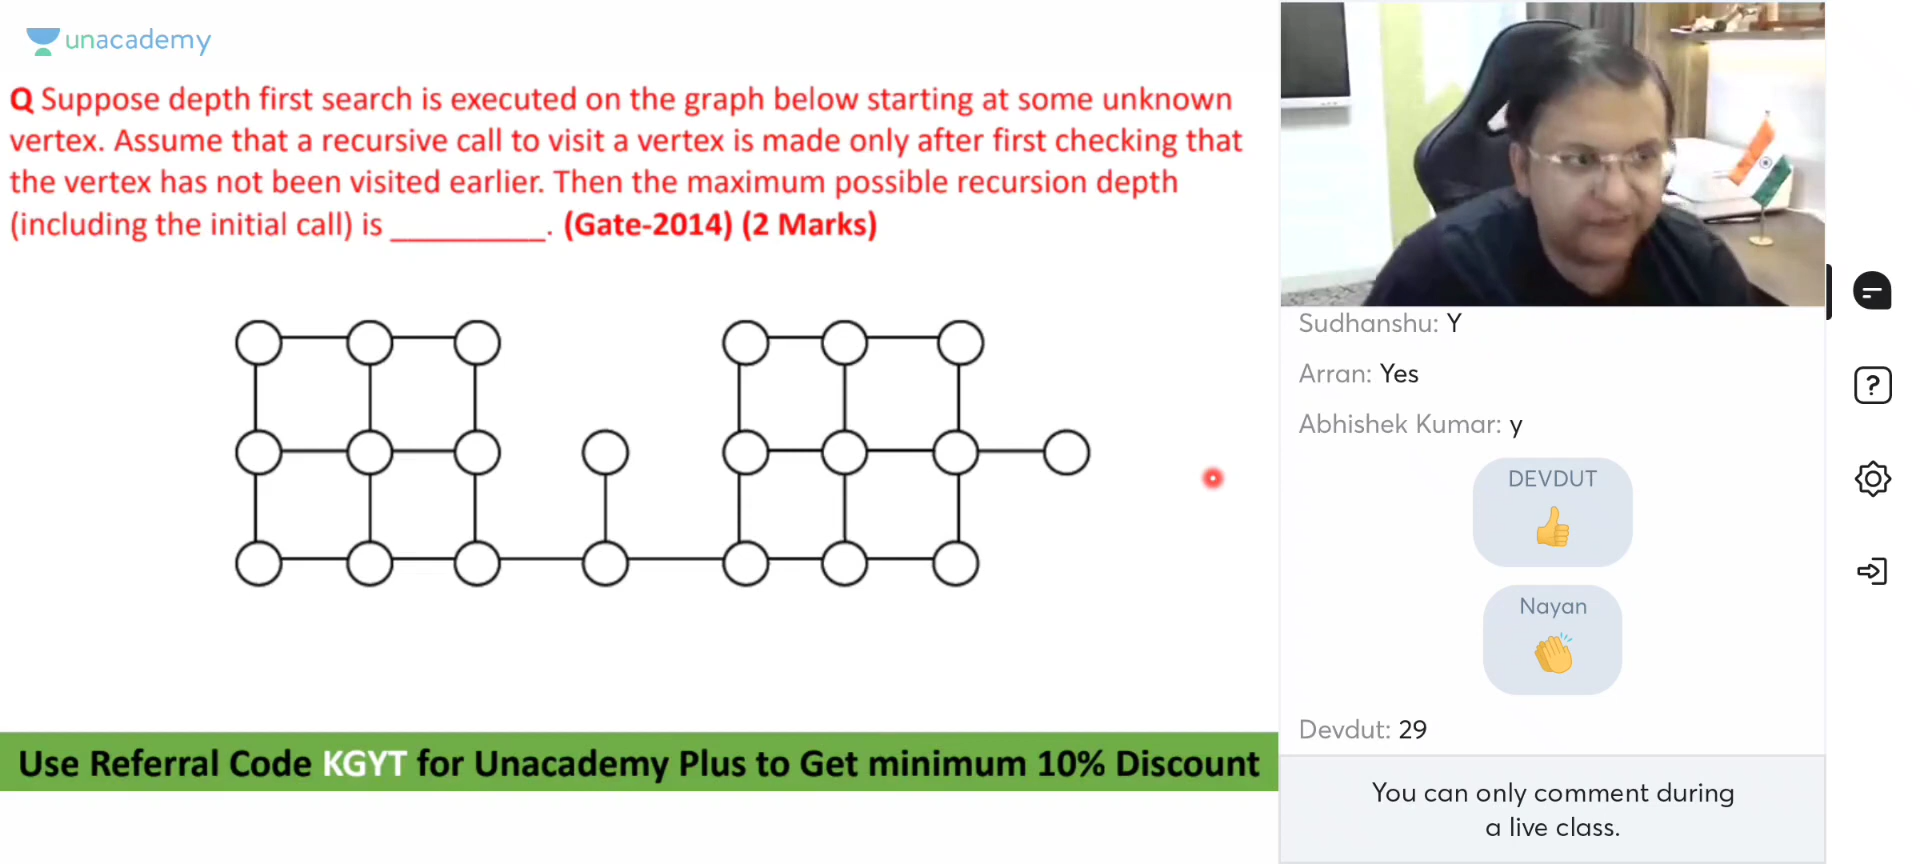 unacademy
Q Suppose depth first search is executed on the graph below starting at some unknown
vertex. Assume that a recursive call to visit a vertex is made only after first checking that
the vertex has not been visited earlier. Then the maximum possible recursion depth
(including the initial call) is __________. (Gate-2014) (2 Marks)
Use Referral Code KGYT for Unacademy Plus to Get minimum 10% Discount
Sudhanshu: Y
Arran: Yes
Abhishek Kumar: y
DEVDUT
👍
Nayan
👏
Devdut: 29
You can only comment during
a live class.
?